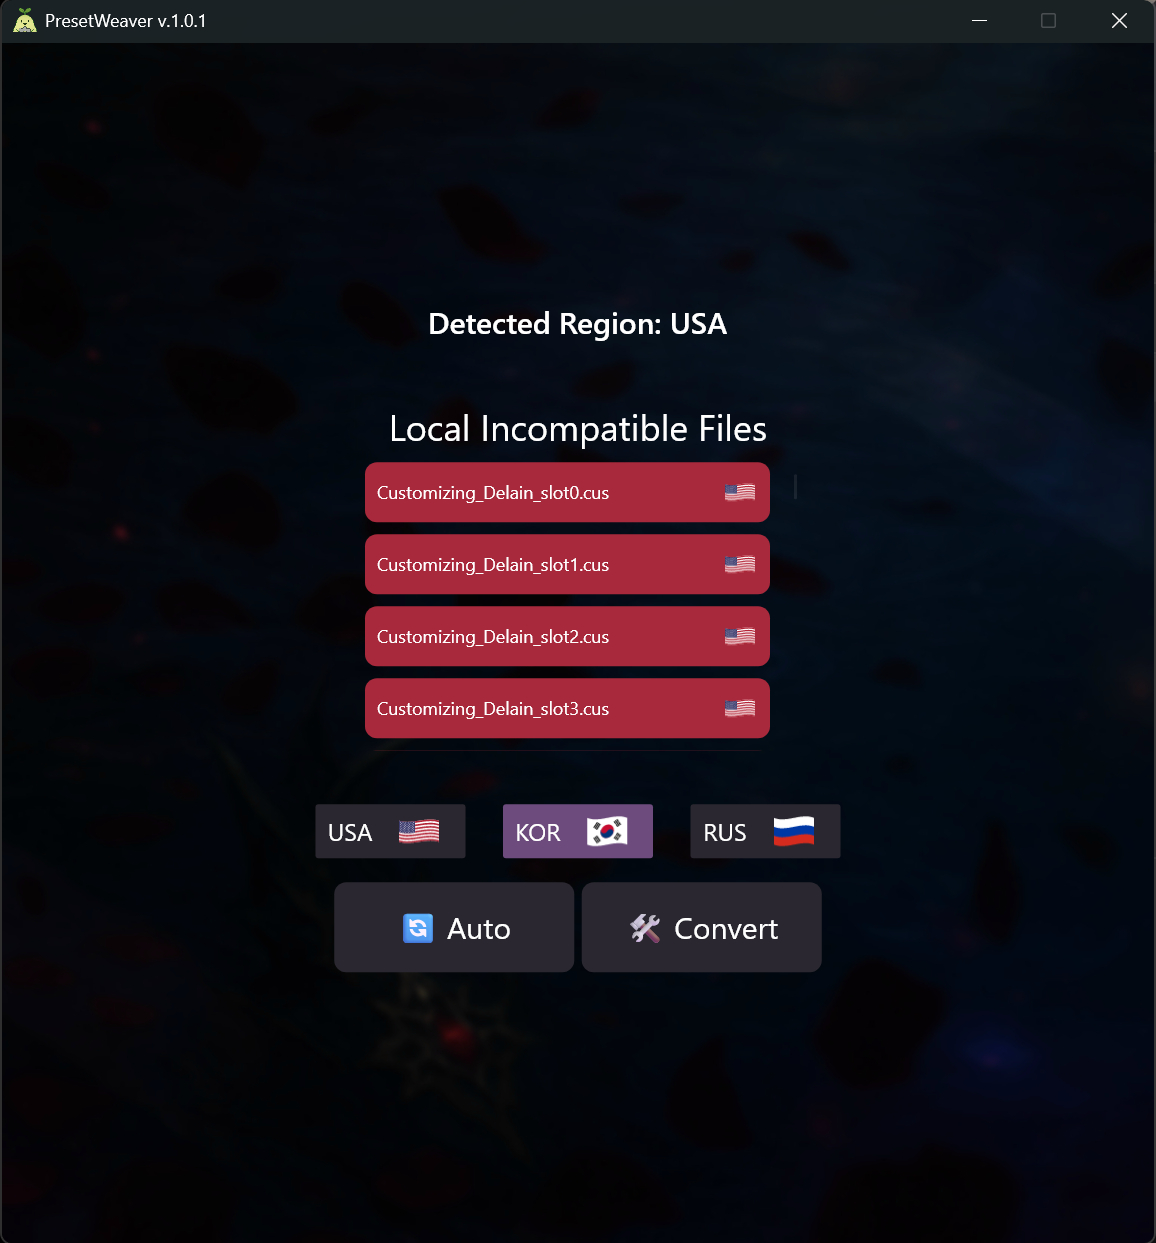 PresetWeaver v.1.0.1
Detected Region: USA
Local Incompatible Files
Customizing_Delain_slot0.cus
Customizing_Delain_slot1.cus
Customizing_Delain_slot2.cus
Customizing_Delain_slot3.cus
USA
KOR
RUS
Auto
Convert